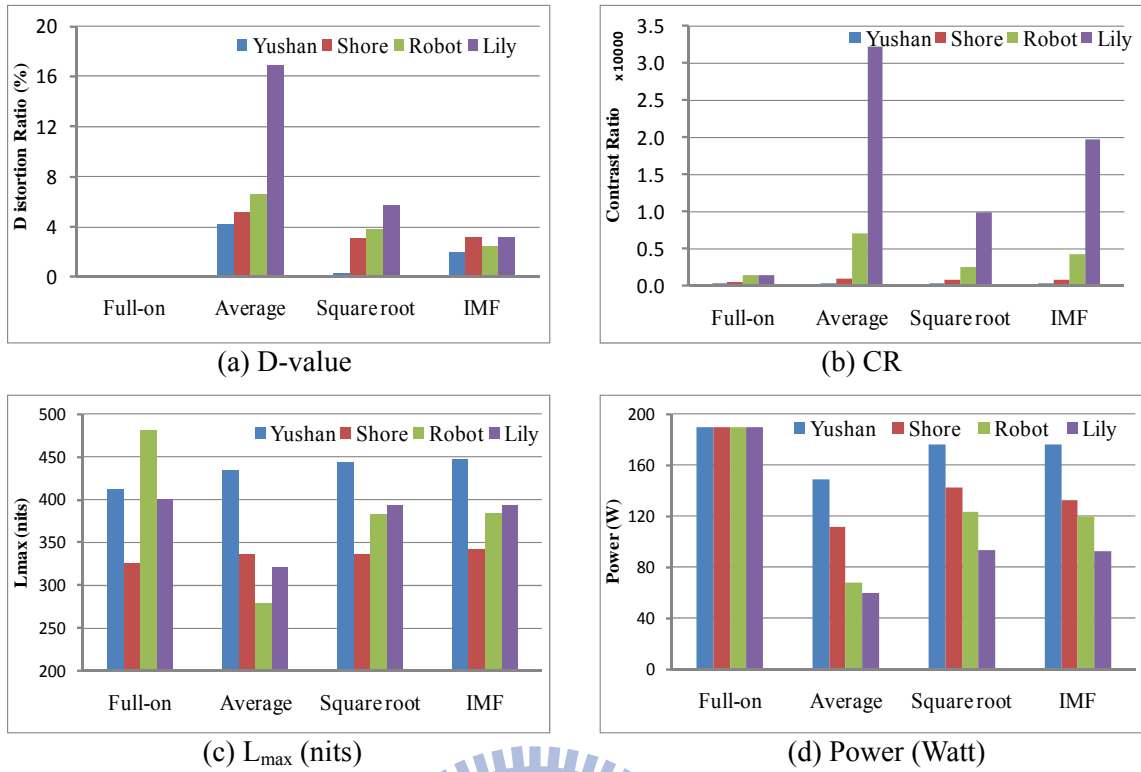 20
16
12
8
4
0
Distortion Ratio (%)
Yushan Shore Robot Lily
Full-on Average Square root IMF
(a) D-value
3.5
3.0
2.5
2.0
1.5
1.0
0.5
0.0
Contrast Ratio x10000
Yushan Shore Robot Lily
Full-on Average Square root IMF
(b) CR
500
450
400
350
300
250
200
Lmax (nits)
Yushan Shore Robot Lily
Full-on Average Square root IMF
(c) Lmax (nits)
200
160
120
80
40
0
Power (W)
Yushan Shore Robot Lily
Full-on Average Square root IMF
(d) Power (Watt)